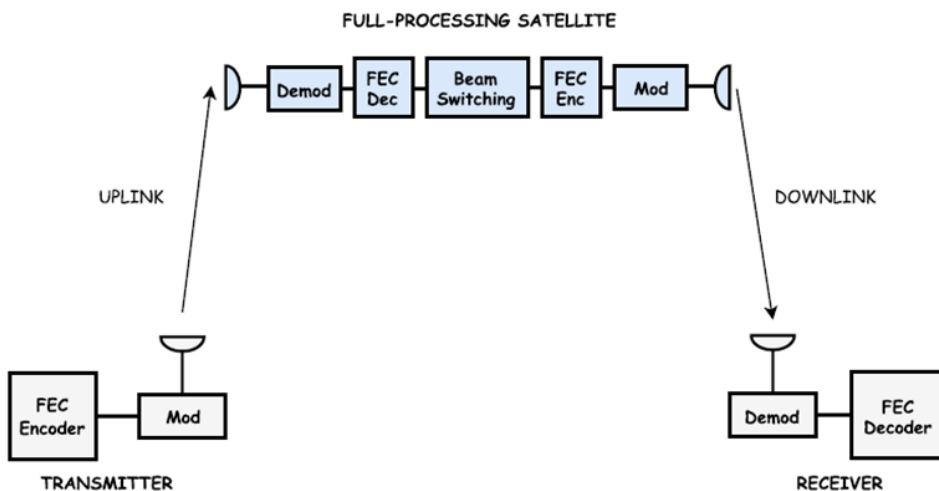 FULL-PROCESSING SATELLITE
Demod
FEC
Dec
Beam
Switching
FEC
Enc
Mod
UPLINK
DOWNLINK
FEC
Encoder
Mod
Demod
FEC
Decoder
TRANSMITTER
RECEIVER